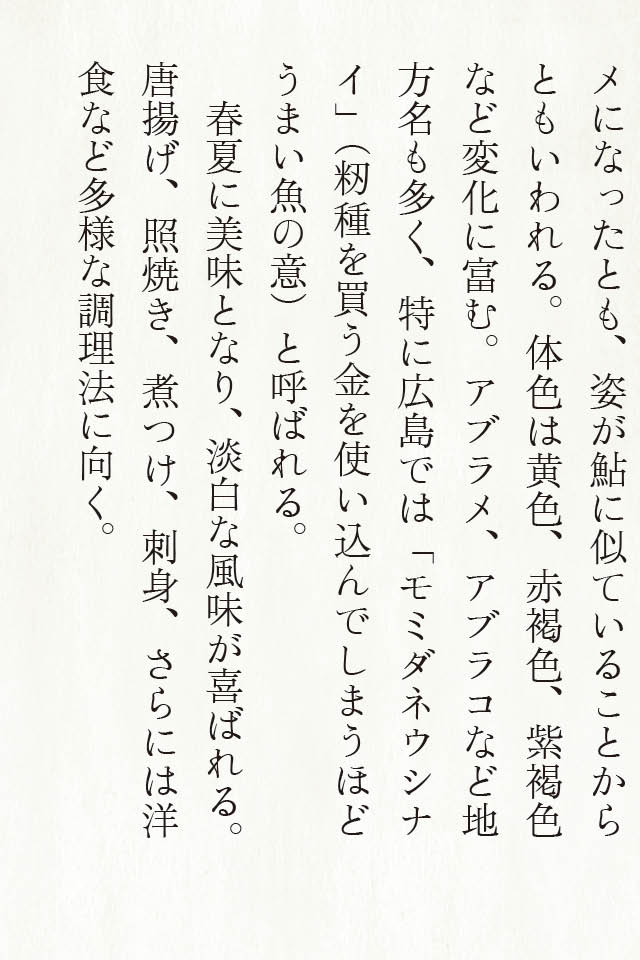 メになったとも、姿が鮎に似ていることから
ともいわれる。体色は黄色、赤褐色、紫褐色
など変化に富む。アブラメ、アブラコなど地
方名も多く、特に広島では「モミダネウシナ
イ」（籾種を買う金を使い込んでしまうほど
うまい魚の意）と呼ばれる。
春夏に美味となり、淡白な風味が喜ばれる。
唐揚げ、照焼き、煮つけ、刺身、さらには洋
食など多様な調理法に向く。